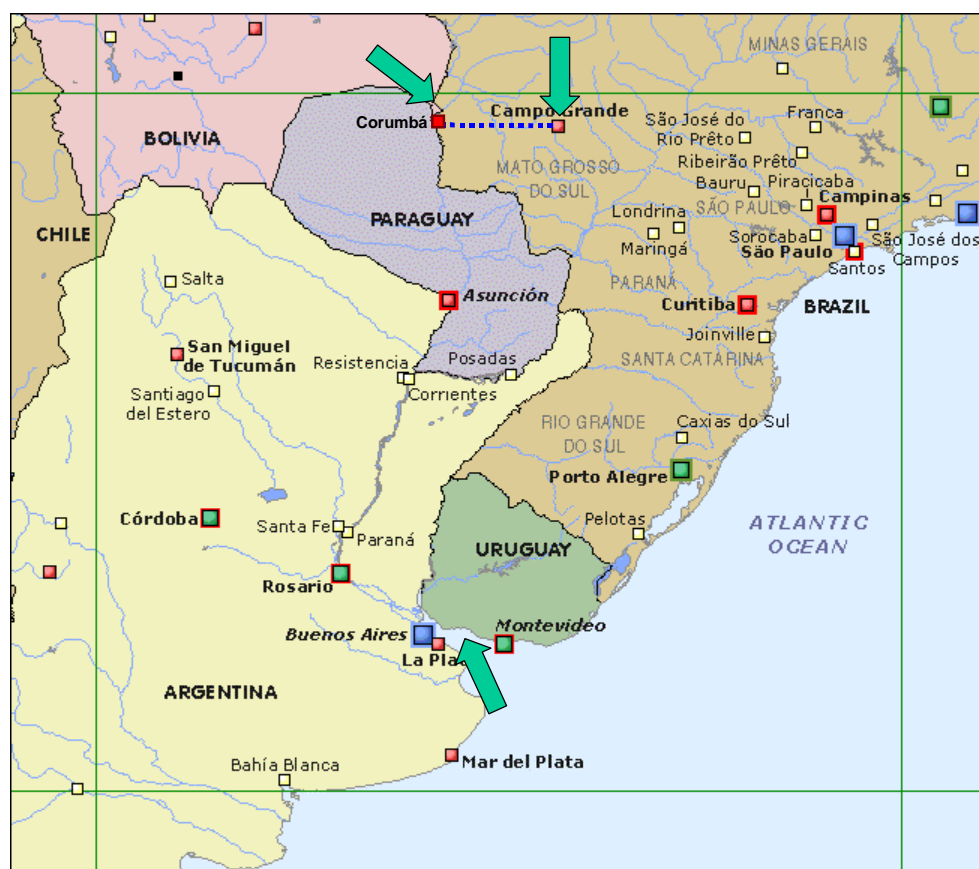 MINAS GERAIS
Campo Grande
Corumbá
Franca
São José do
Rio Prêto
BOLIVIA
Ribeirão Prêto
MATO GROSSO
DO SUL
Bauru
Piracicaba
Campinas
SÃO PAULO
Londrina
PARAGUAY
CHILE
Maringá
Sorocaba
São Paulo
São José dos
Campos
Santos
Salta
PARANÁ
Asunción
Curitiba
BRAZIL
Joinville
San Miguel
de Tucumán
Resistencia
Posadas
SANTA CATARINA
Corrientes
Santiago
del Estero
RIO GRANDE
DO SUL
Caxias do Sul
Porto Alegre
Córdoba
Santa Fe
Paraná
Pelotas
ATLANTIC
OCEAN
URUGUAY
Rosario
Buenos Aires
Montevideo
La Pla
ARGENTINA
Mar del Plata
Bahía Blanca